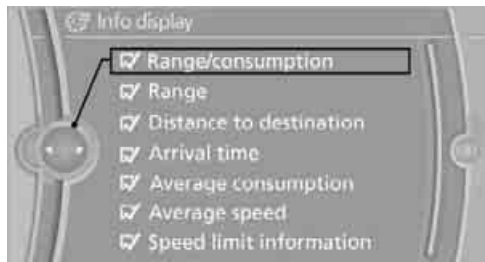 Info display
Range/consumption
Range
Distance to destination
Arrival time
Average consumption
Average speed
Speed limit information